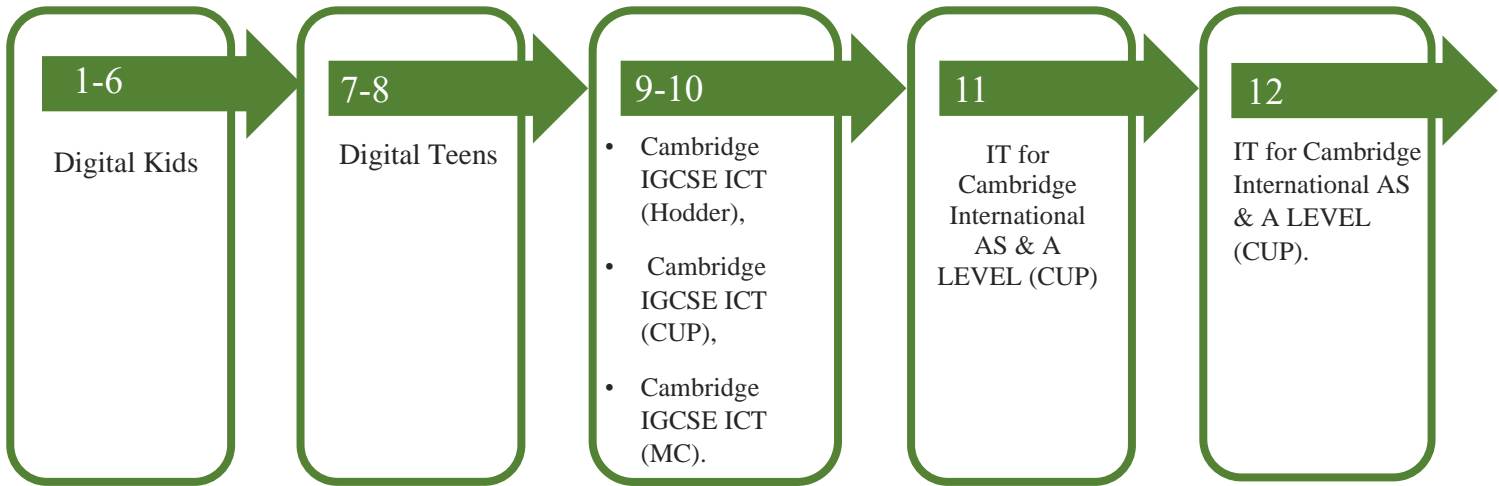 1-6
Digital Kids
7-8
Digital Teens
9-10
• Cambridge
IGCSE ICT
(Hodder),
• Cambridge
IGCSE ICT
(CUP),
• Cambridge
IGCSE ICT
(MC).
11
IT for
Cambridge
International
AS & A
LEVEL (CUP)
12
IT for Cambridge
International AS
& A LEVEL
(CUP).